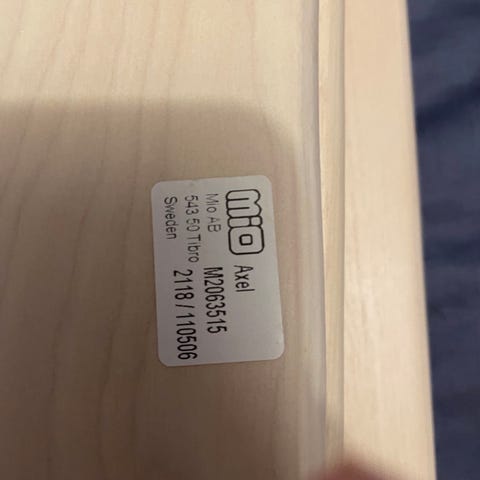 mio
Axel
Mio AB
M2063515
543 50 Tibro
2118 / 110506
Sweden